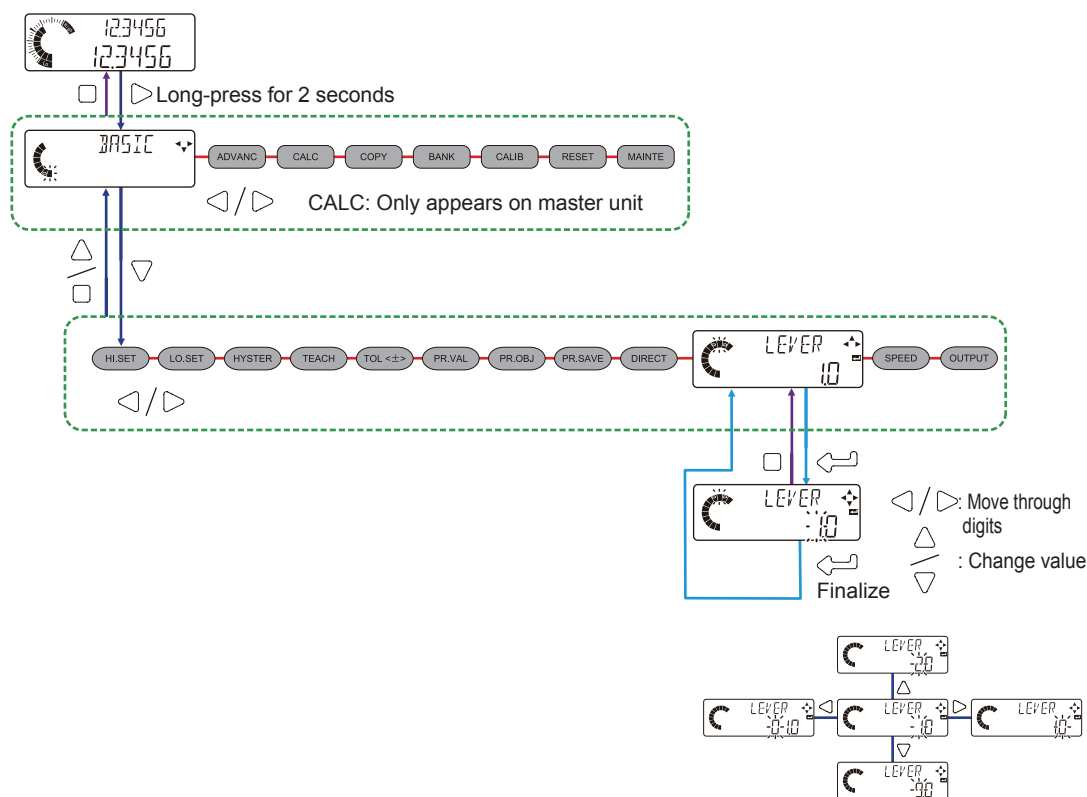 12.3456
12.3456
Long-press for 2 seconds
BASIC
ADVANC CALC COPY BANK CALIB RESET MAINTE
/ CALC: Only appears on master unit
HI.SET LO.SET HYSTER TEACH TOL <±> PR.VAL PR.OBJ PR.SAVE DIRECT LEVER SPEED OUTPUT
1.0
/
LEVER
-1.0
/ : Move through
digits
/ : Change value
Finalize
LEVER
-2.0
LEVER LEVER LEVER
-0-1.0 -1.0 1.0-
LEVER
-9.0